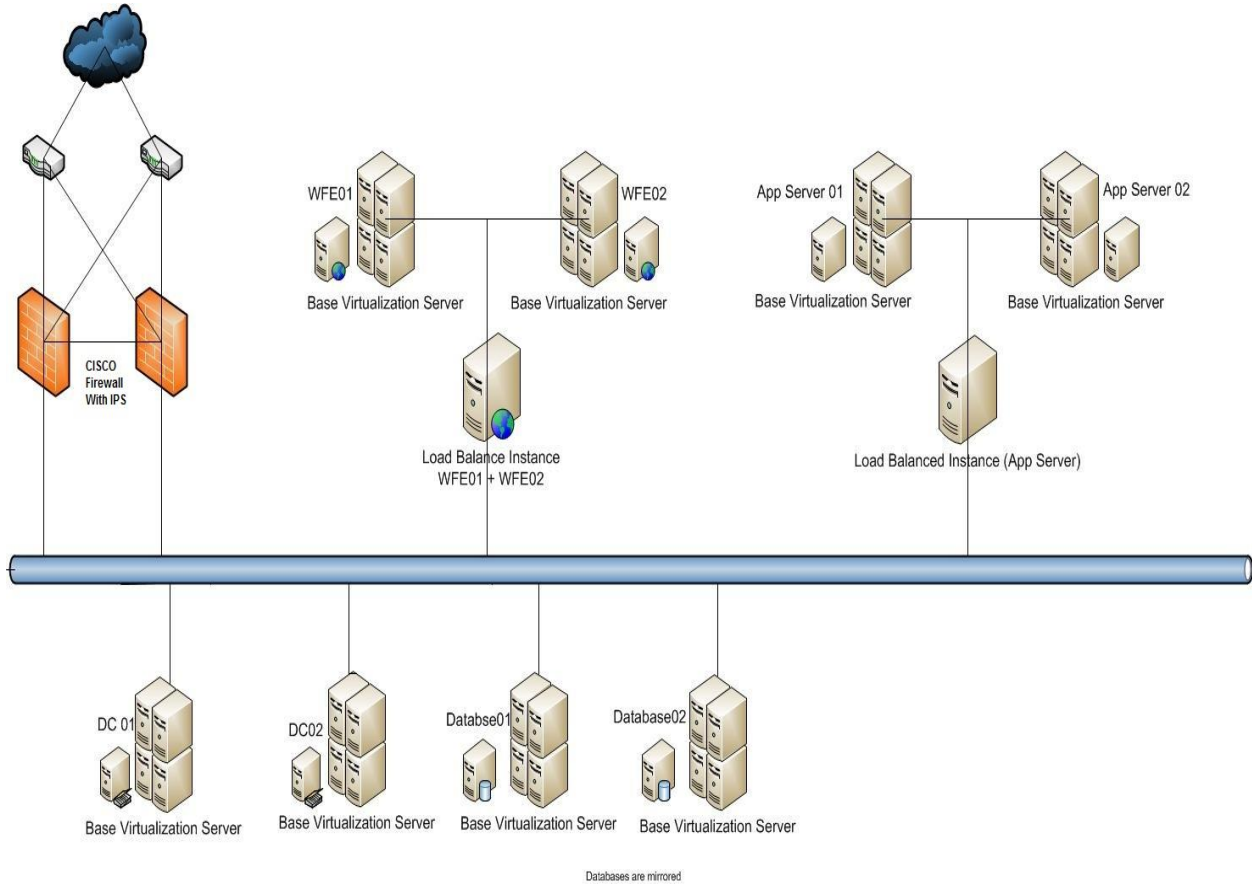 WFE01
WFE02
App Server 01
App Server 02
Base Virtualization Server
Base Virtualization Server
Base Virtualization Server
Base Virtualization Server
CISCO
Firewall
With IPS
Load Balance Instance
WFE01 + WFE02
Load Balanced Instance (App Server)
DC 01
DC02
Databse01
Database02
Base Virtualization Server
Base Virtualization Server
Base Virtualization Server
Base Virtualization Server
Databases are mirrored